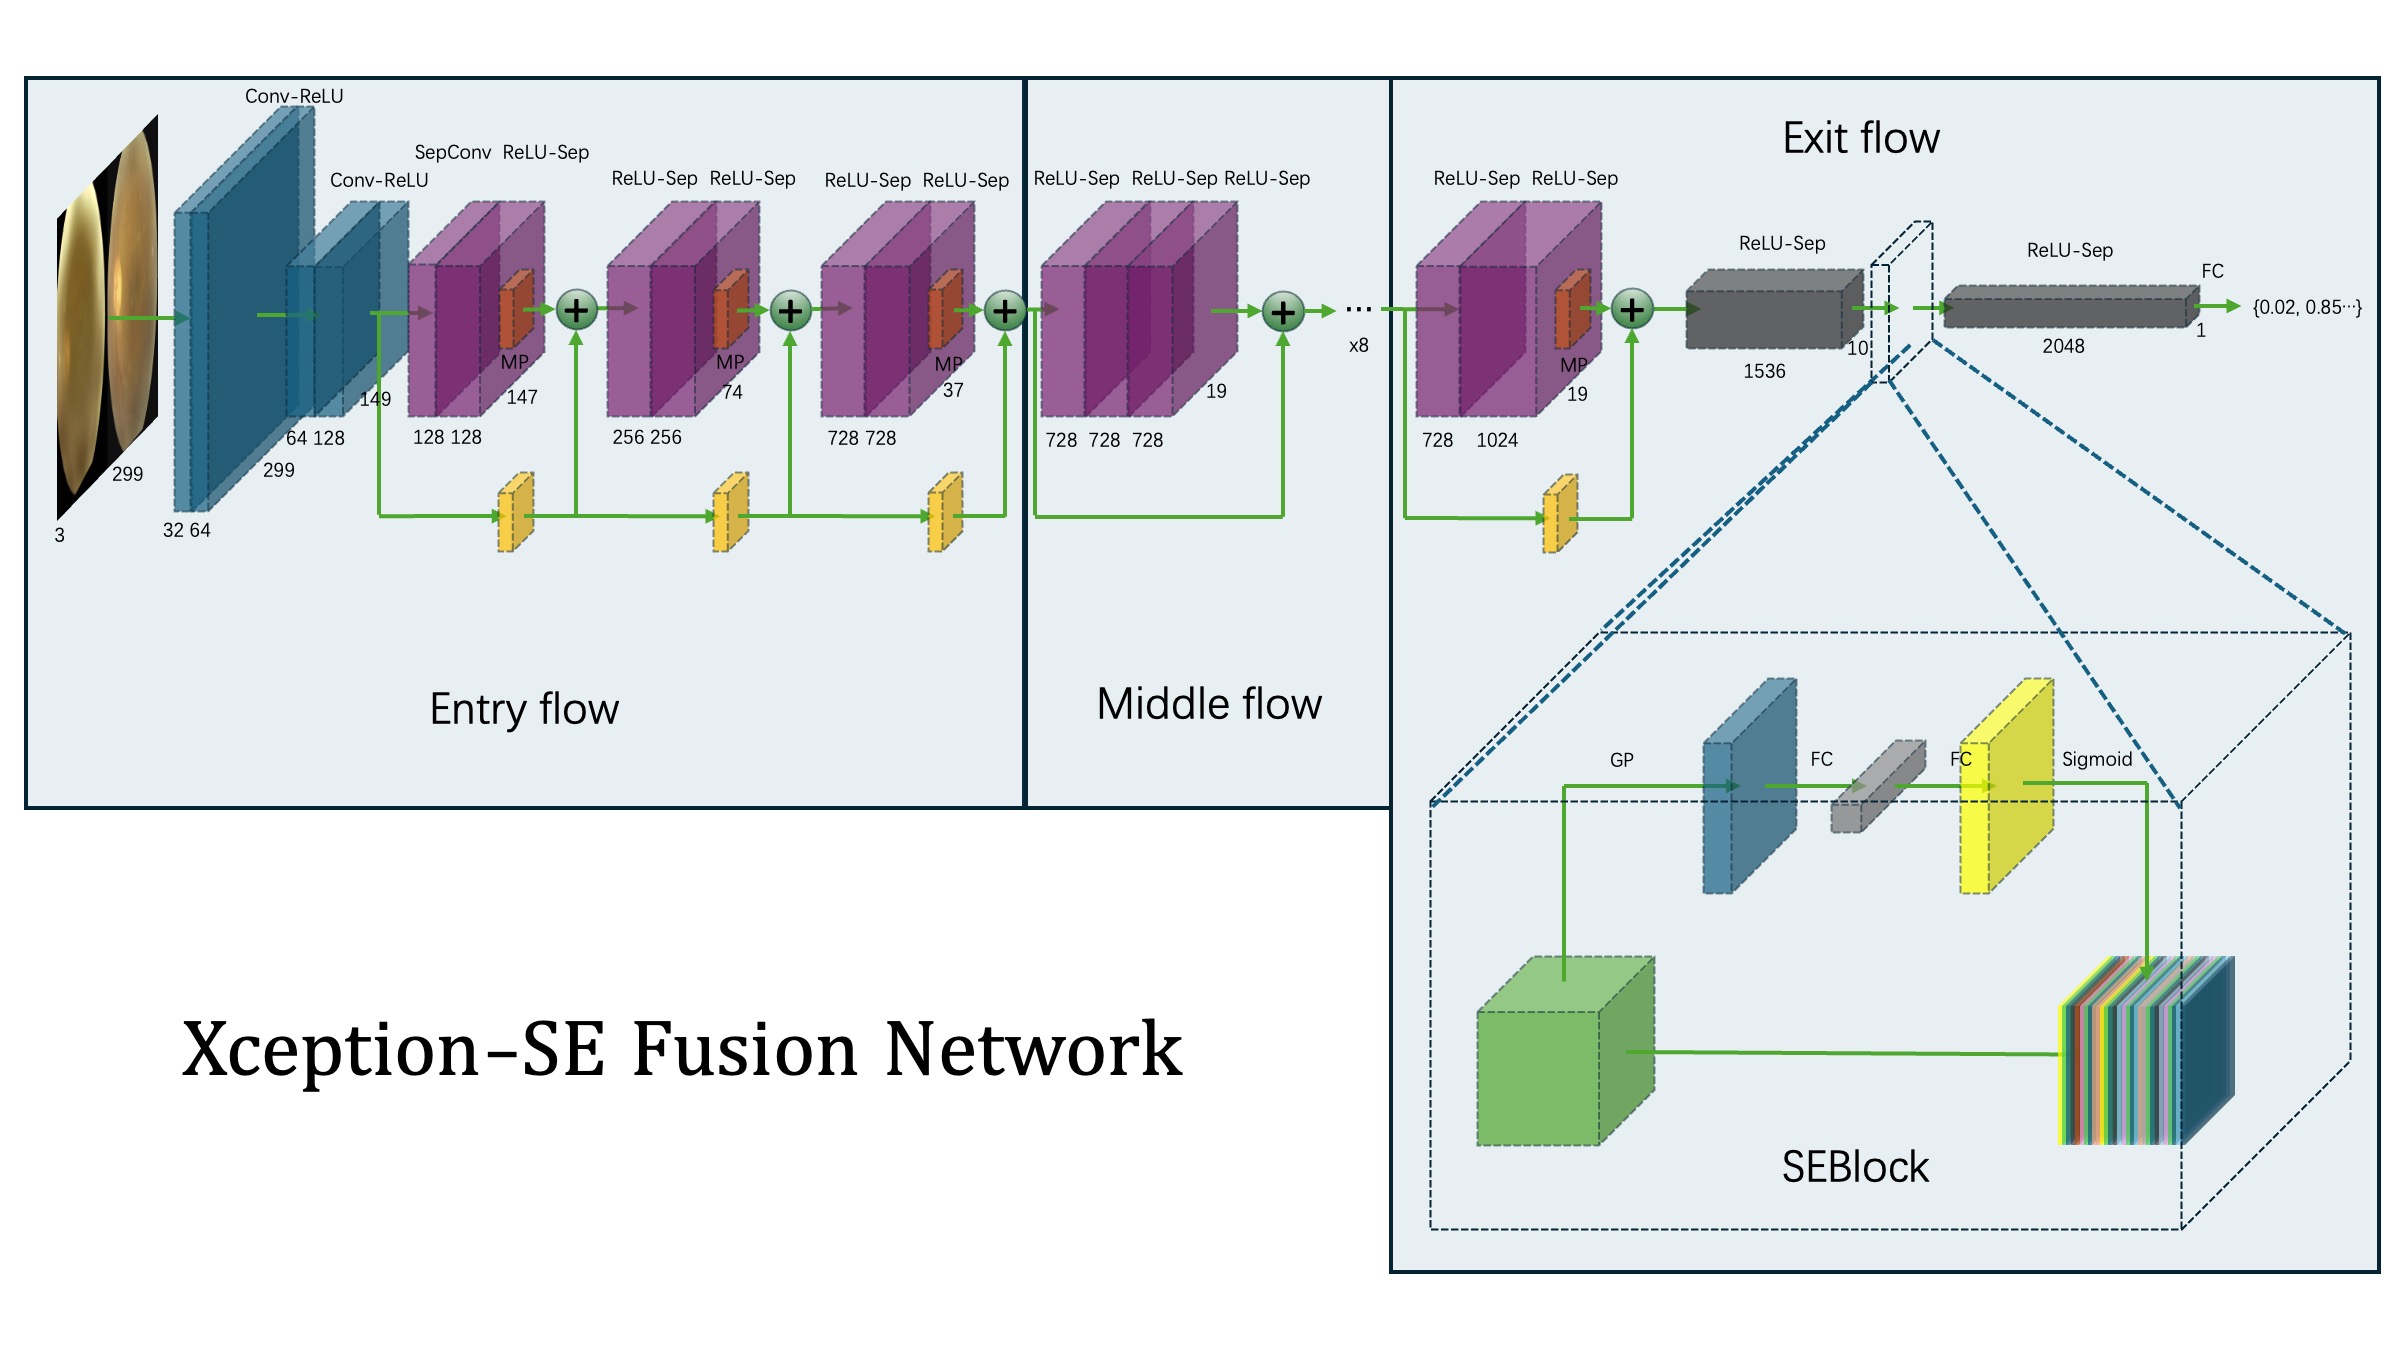 Conv-ReLU
SepConv ReLU-Sep
Conv-ReLU
ReLU-Sep ReLU-Sep
ReLU-Sep ReLU-Sep
MP
MP
MP
149
147
74
37
64 128
128 128
256 256
728 728
299
299
3
32 64
Entry flow
ReLU-Sep ReLU-Sep ReLU-Sep
...
x8
19
728 728 728
Middle flow
Exit flow
ReLU-Sep ReLU-Sep
ReLU-Sep
ReLU-Sep
FC
{0.02, 0.85...}
MP
19
10
1
1536
2048
728 1024
GP
FC
FC
Sigmoid
SEBlock
Xception-SE Fusion Network